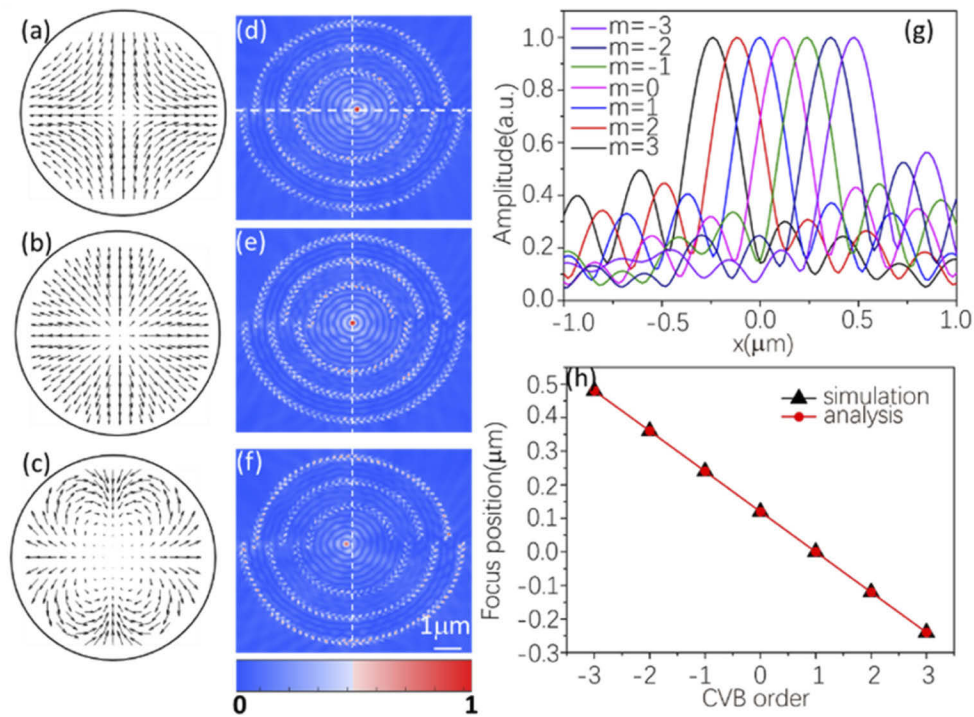 (a)
(b)
(c)
(d)
(e)
(f)
1μm
0
1
(g)
m=-3
m=-2
m=-1
m=0
m=1
m=2
m=3
Amplitude(a.u.)
1.0
0.8
0.6
0.4
0.2
0.0
-1.0
-0.5
0.0
0.5
1.0
x(μm)
(h)
simulation
analysis
Focus position(μm)
0.5
0.4
0.3
0.2
0.1
0.0
-0.1
-0.2
-0.3
-3
-2
-1
0
1
2
3
CVB order